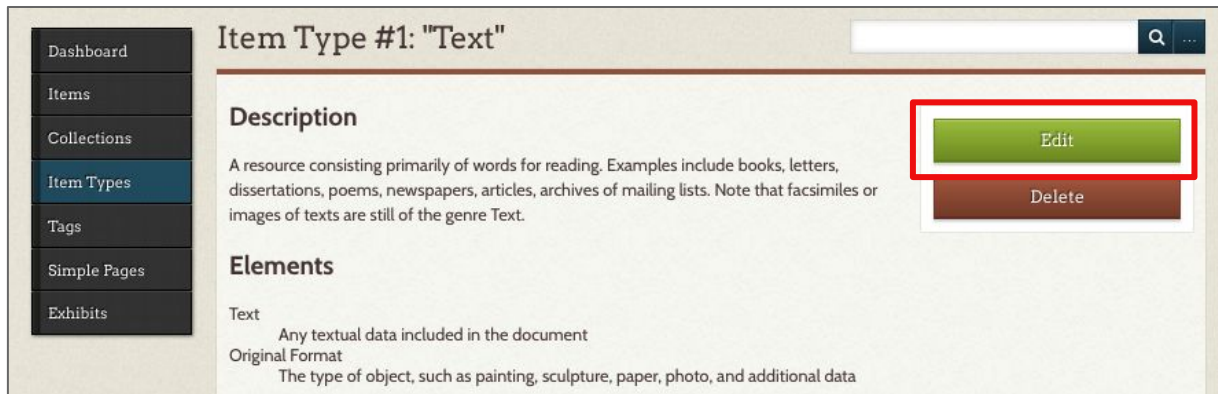 Dashboard
Items
Collections
Item Types
Tags
Simple Pages
Exhibits
Item Type #1: "Text"
...
Description
A resource consisting primarily of words for reading. Examples include books, letters,
dissertations, poems, newspapers, articles, archives of mailing lists. Note that facsimiles or
images of texts are still of the genre Text.
Edit
Delete
Elements
Text
Any textual data included in the document
Original Format
The type of object, such as painting, sculpture, paper, photo, and additional data